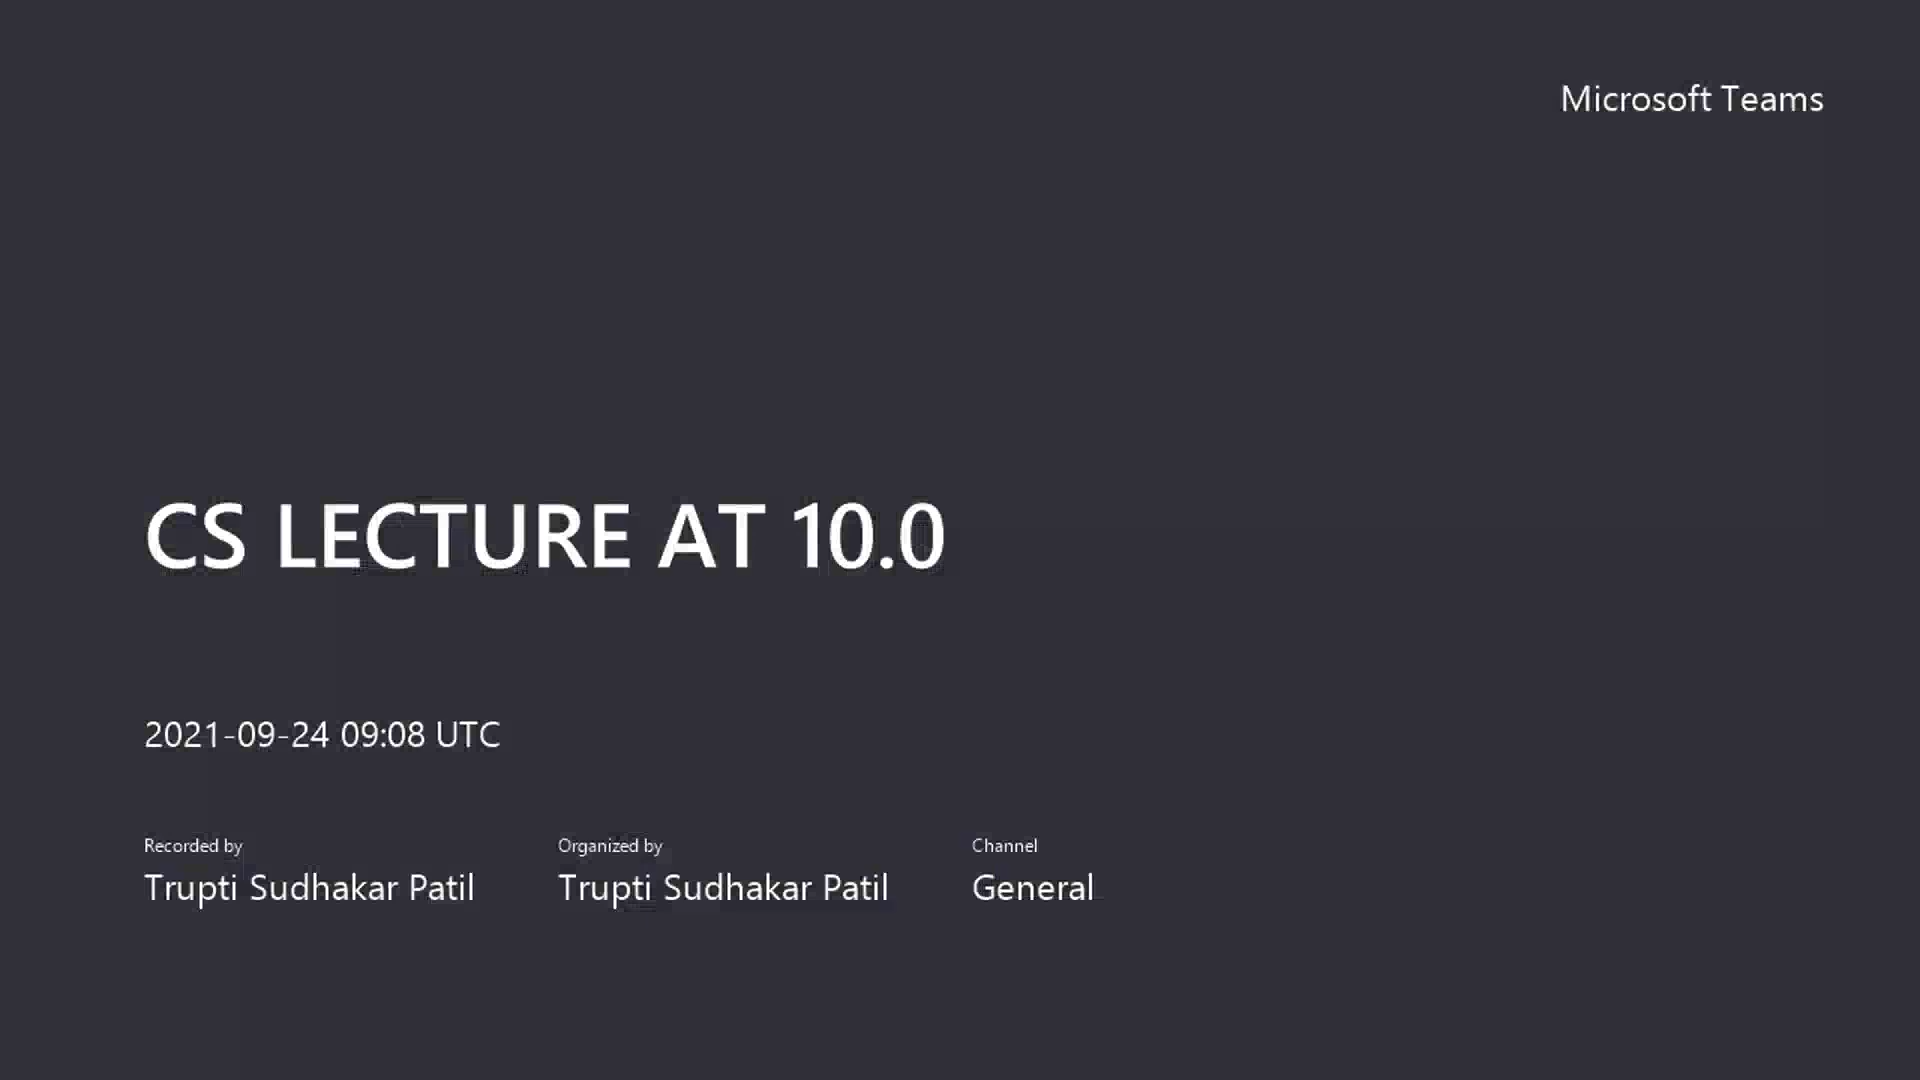 Microsoft Teams
CS LECTURE AT 10.0
2021-09-24 09:08 UTC
Recorded by
Trupti Sudhakar Patil
Organized by
Trupti Sudhakar Patil
Channel
General